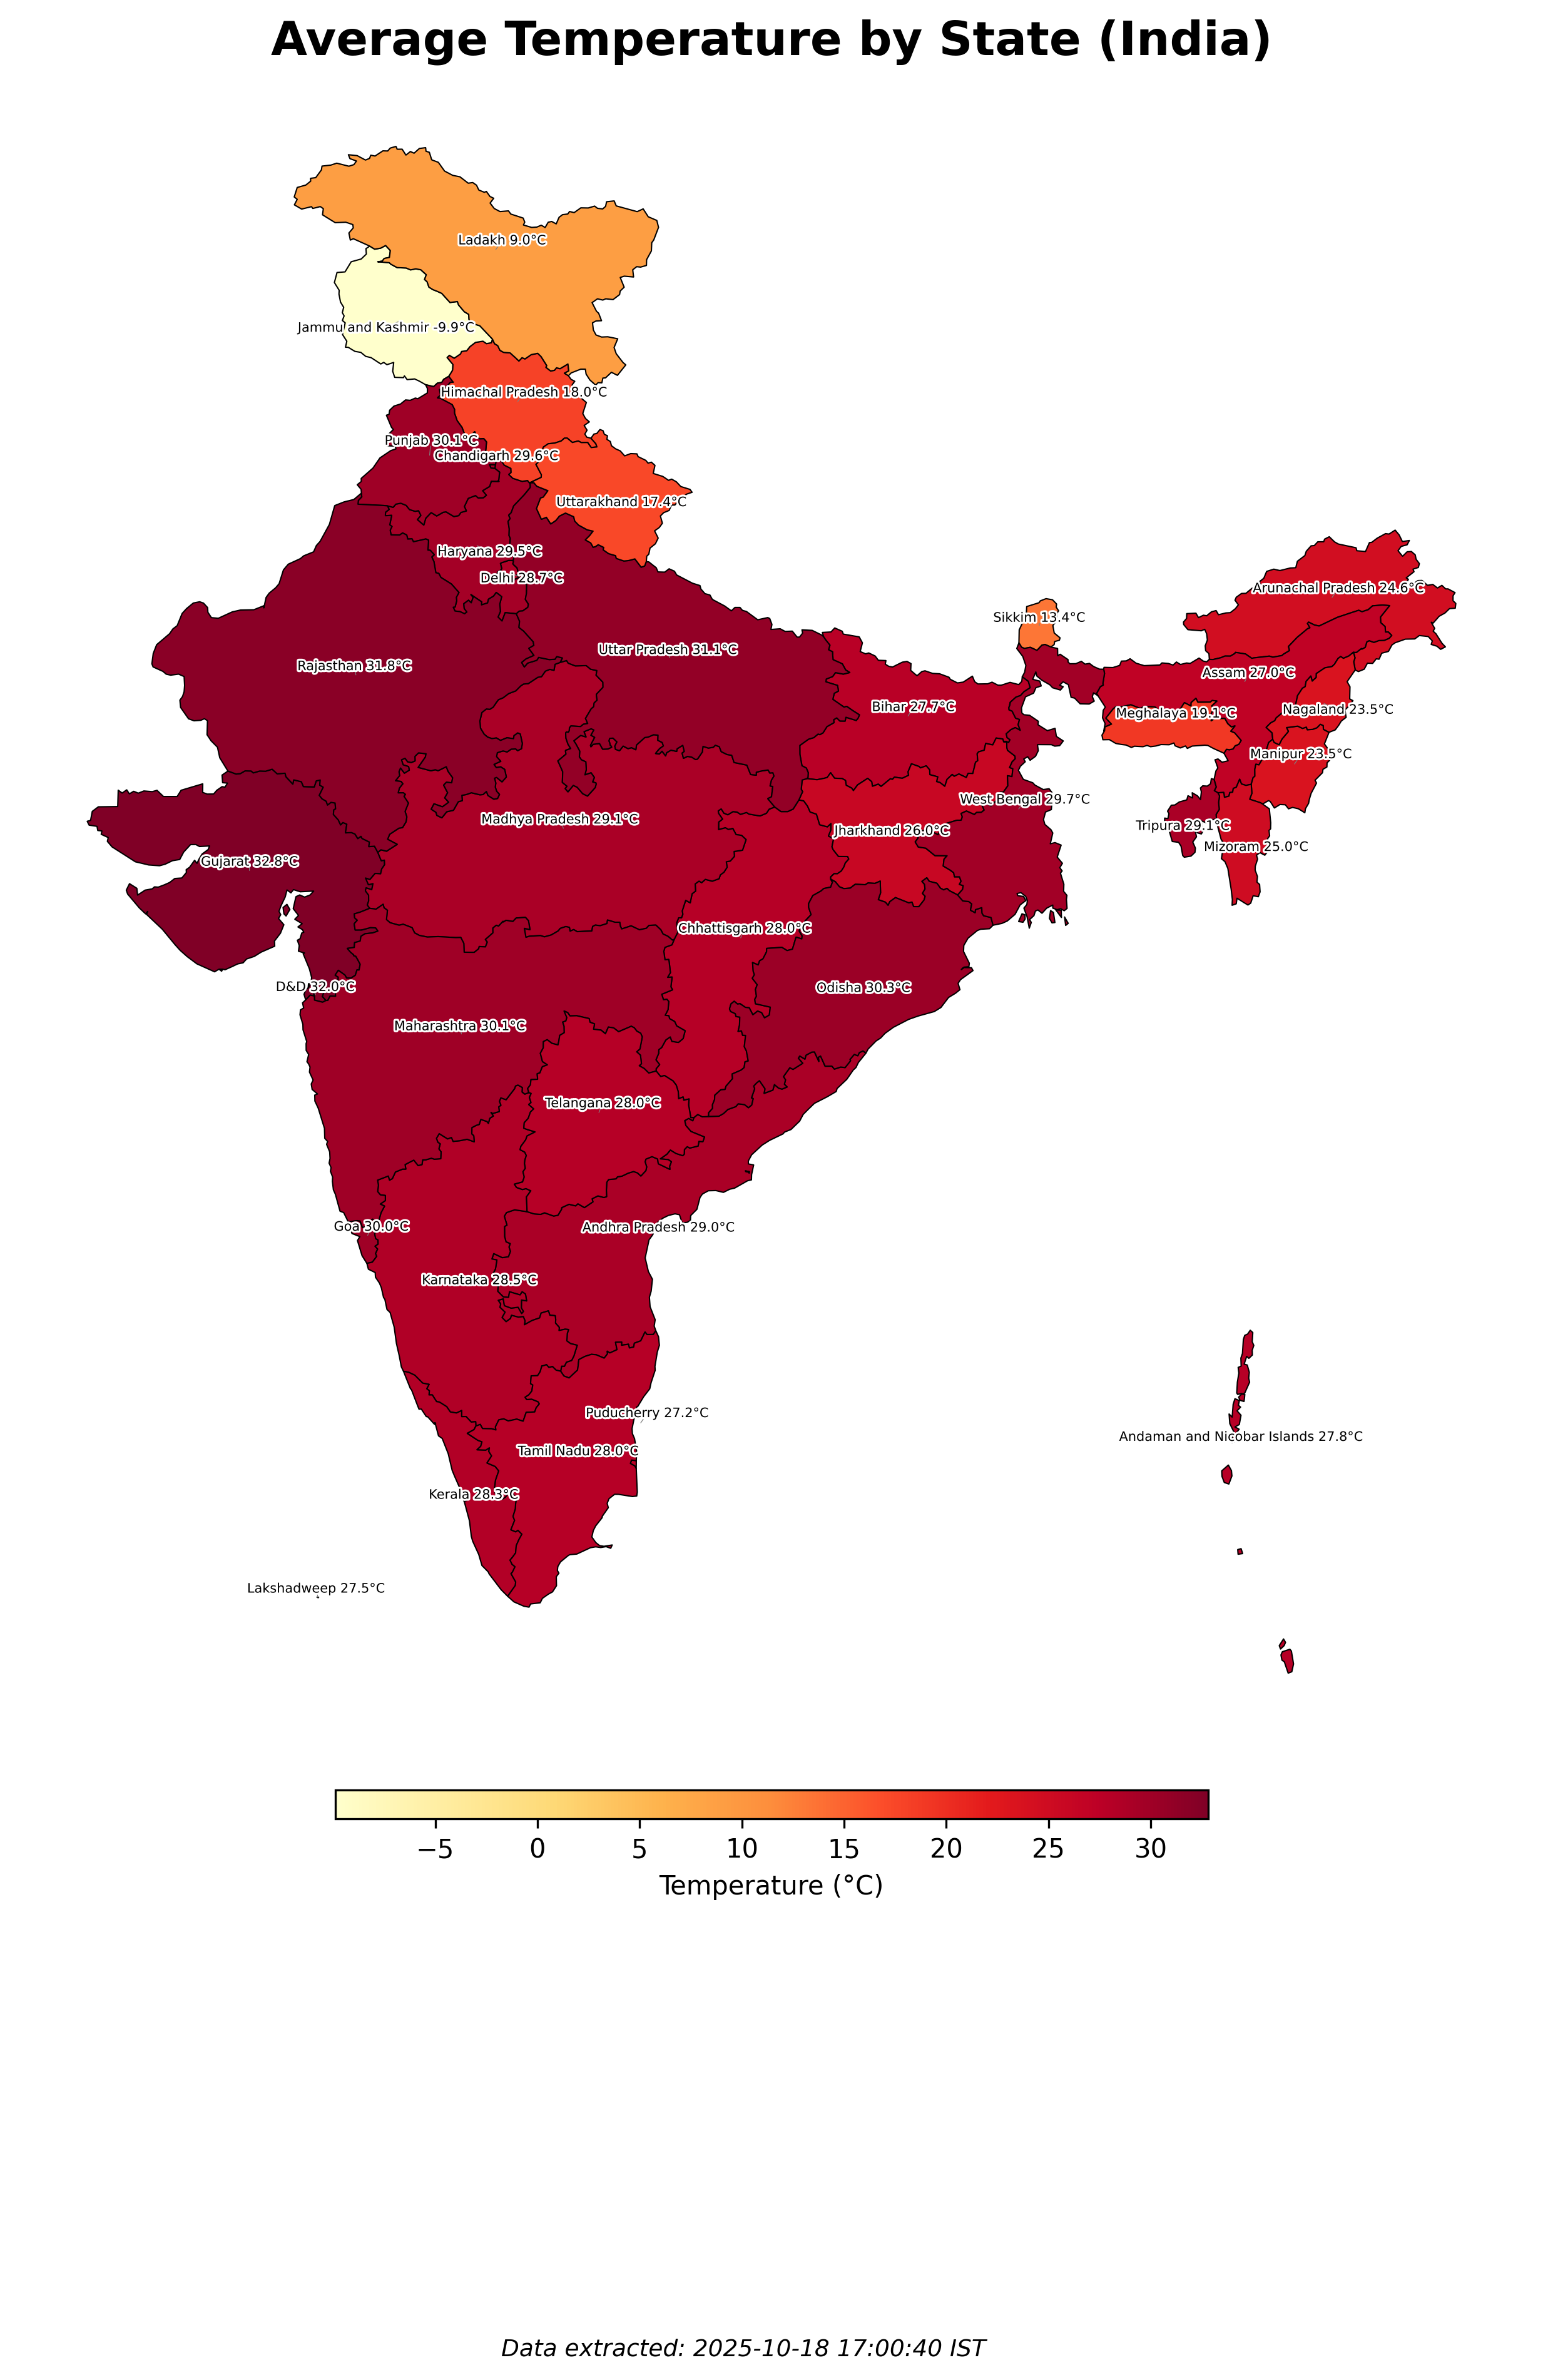 Average Temperature by State (India)
Ladakh 9.0°C
Jammu and Kashmir -9.9°C
Himachal Pradesh 18.0°C
Punjab 30.1°C
Chandigarh 29.6°C
Uttarakhand 17.4°C
Haryana 29.5°C
Delhi 28.7°C
Arunachal Pradesh 24.6°C
Sikkim 13.4°C
Uttar Pradesh 31.1°C
Rajasthan 31.8°C
Assam 27.0°C
Bihar 27.7°C
Meghalaya 19.1°C
Nagaland 23.5°C
Manipur 23.5°C
West Bengal 29.7°C
Madhya Pradesh 29.1°C
Tripura 29.1°C
Jharkhand 26.0°C
Mizoram 25.0°C
Gujarat 32.8°C
Chhattisgarh 28.0°C
D&D 32.0°C
Odisha 30.3°C
Maharashtra 30.1°C
Telangana 28.0°C
Goa 30.0°C
Andhra Pradesh 29.0°C
Karnataka 28.5°C
Puducherry 27.2°C
Andaman and Nicobar Islands 27.8°C
Tamil Nadu 28.0°C
Kerala 28.3°C
Lakshadweep 27.5°C
−5 0 5 10 15 20 25 30
Temperature (°C)
Data extracted: 2025-10-18 17:00:40 IST